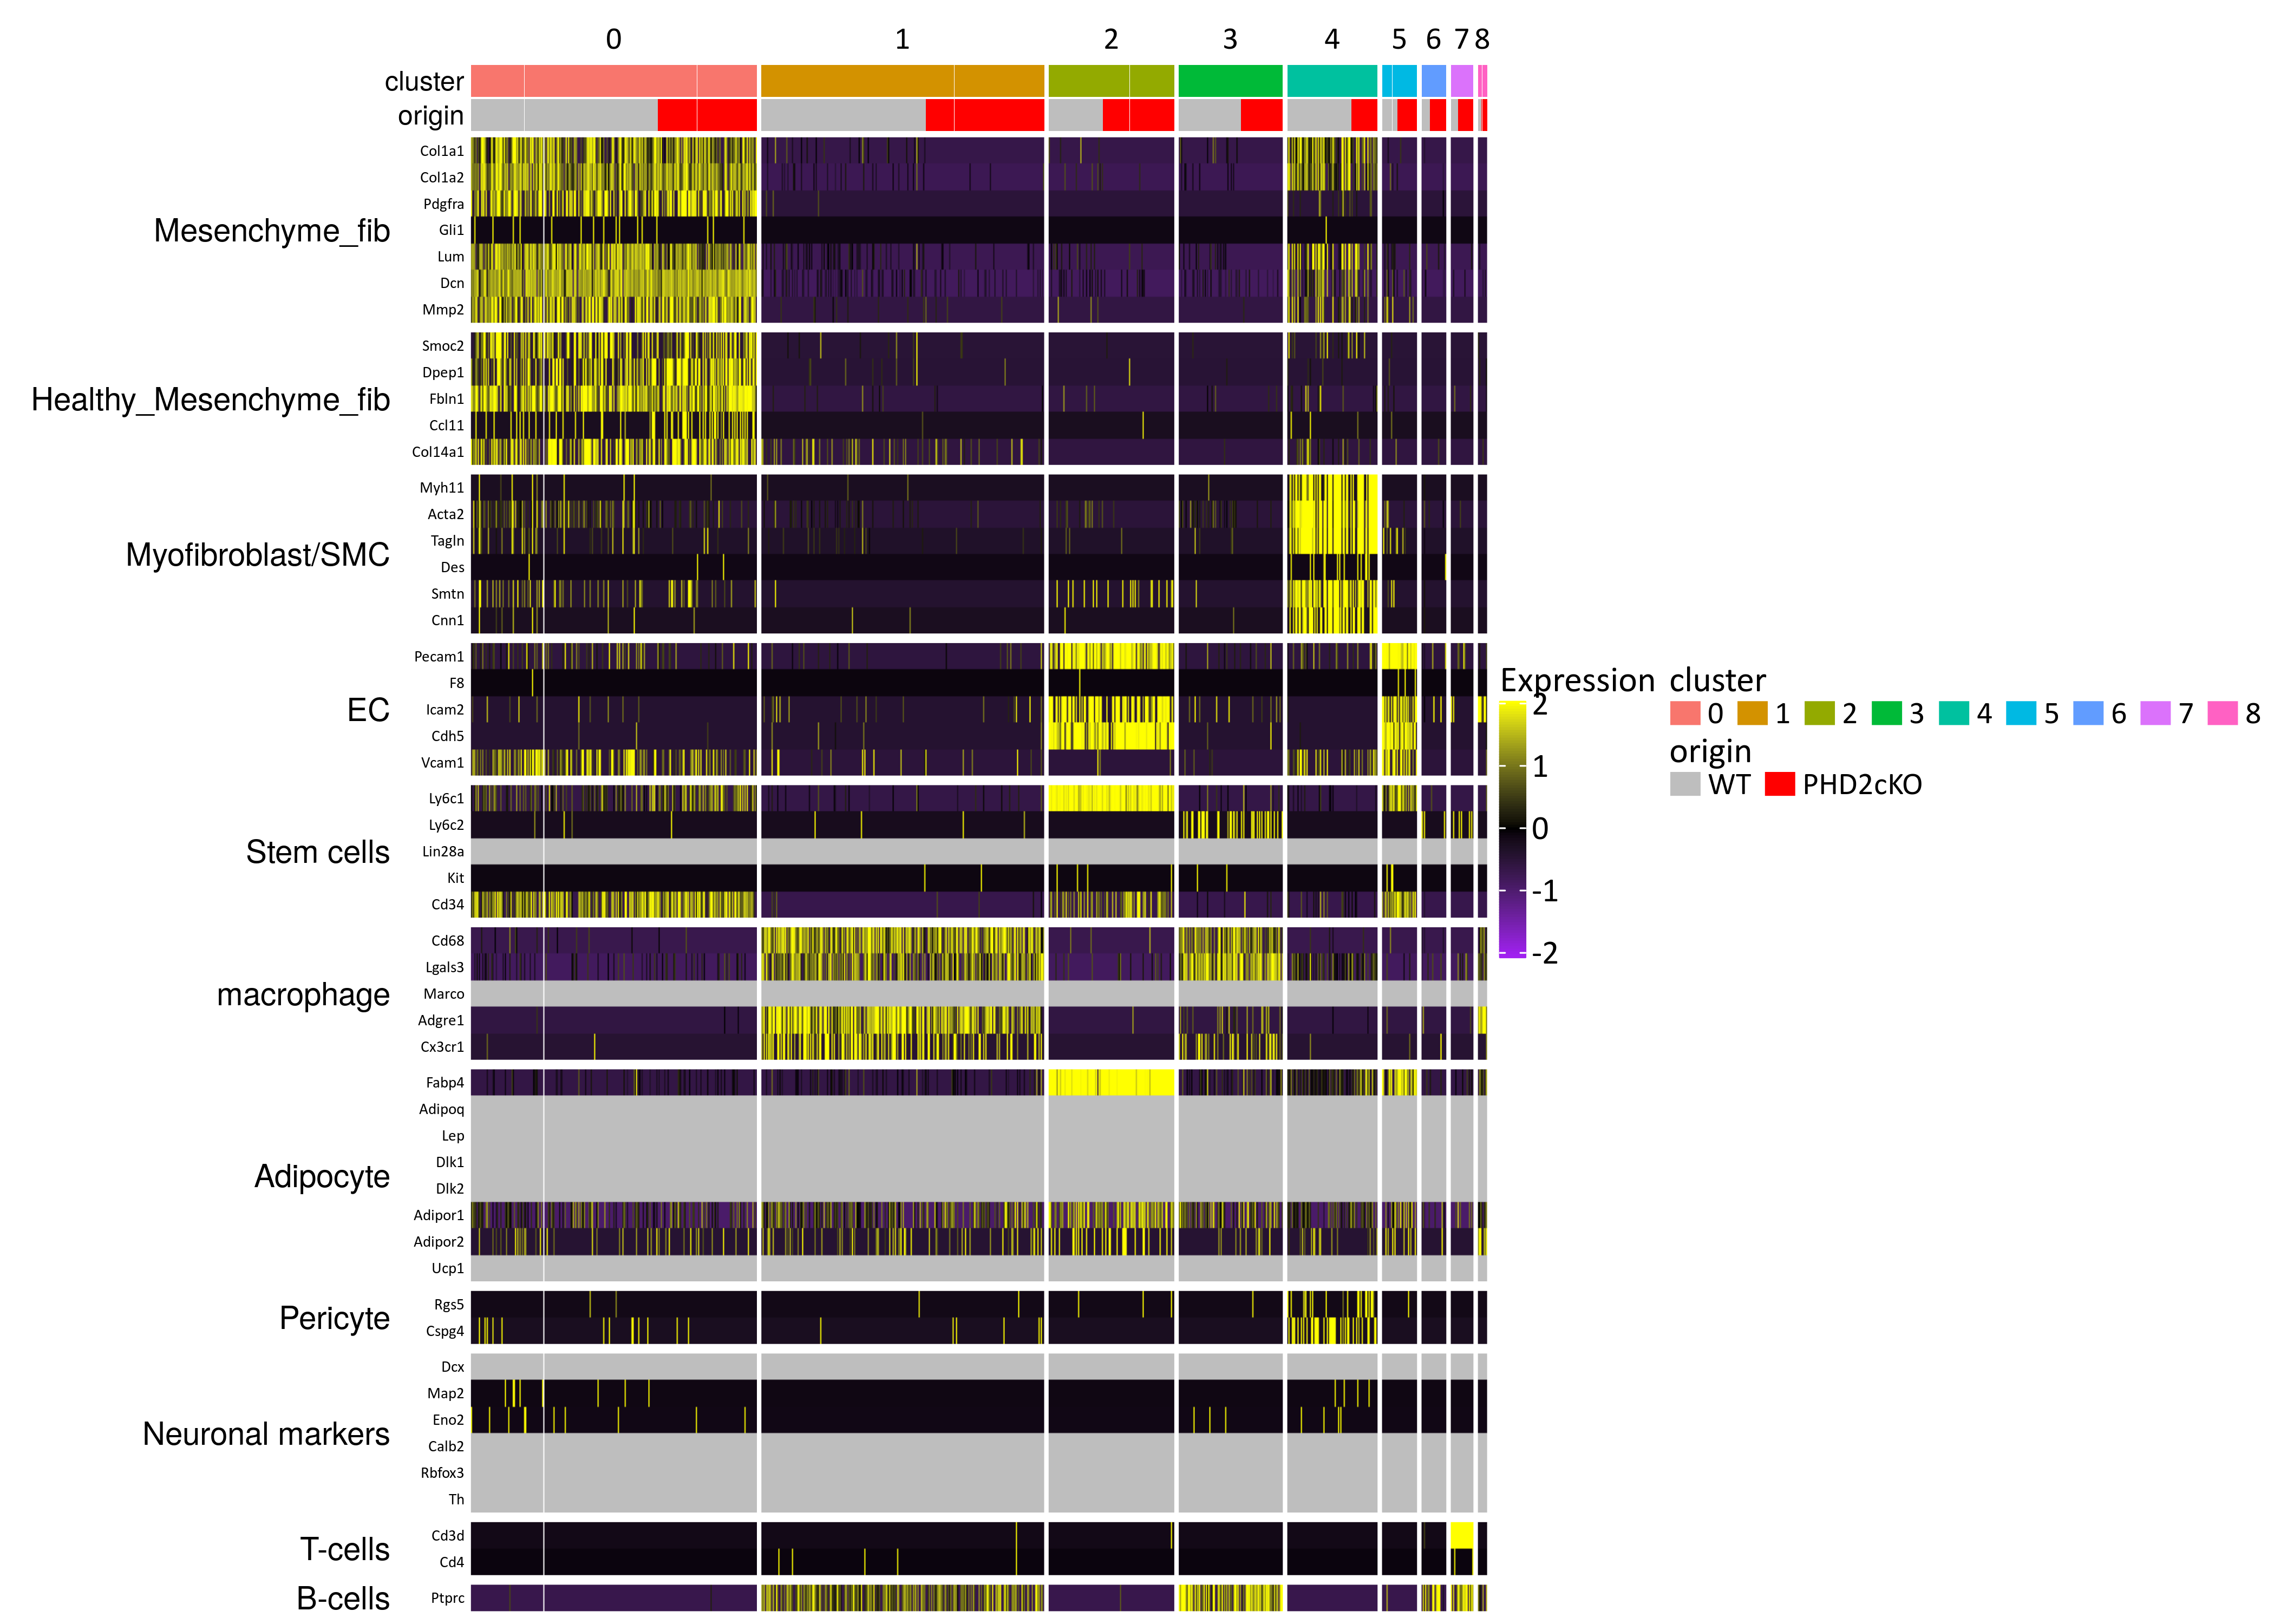 0 1 2 3 4 5 6 7 8
cluster
origin
Mesenchyme_fib
Col1a1
Col1a2
Pdgfra
Gli1
Lum
Dcn
Mmp2
Healthy_Mesenchyme_fib
Smoc2
Dpep1
Fbln1
Ccl11
Col14a1
Myofibroblast/SMC
Myh11
Acta2
Tagln
Des
Smtn
Cnn1
EC
Pecam1
F8
Icam2
Cdh5
Vcam1
Stem cells
Ly6c1
Ly6c2
Lin28a
Kit
Cd34
macrophage
Cd68
Lgals3
Marco
Adgre1
Cx3cr1
Adipocyte
Fabp4
Adipoq
Lep
Dlk1
Dlk2
Adipor1
Adipor2
Ucp1
Pericyte
Rgs5
Cspg4
Neuronal markers
Dcx
Map2
Eno2
Calb2
Rbfox3
Th
T-cells
Cd3d
Cd4
B-cells
Ptprc
Expression
2
1
0
-1
-2
cluster
0 1 2 3 4 5 6 7 8
origin
WT PHD2cKO